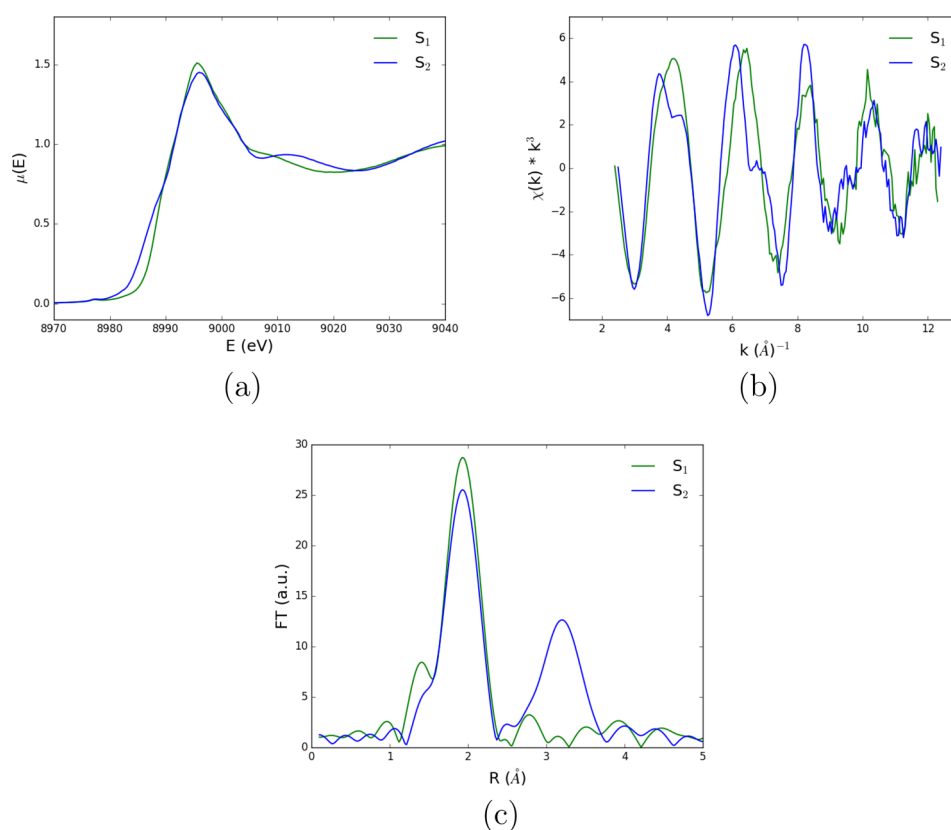 S₁
S₂
μ(E)
1.5
1.0
0.5
0.0
8970 8980 8990 9000 9010 9020 9030 9040
E (eV)
(a)
S₁
S₂
χ(k) * k³
6
4
2
0
−2
−4
−6
2 4 6 8 10 12
k (Å)⁻¹
(b)
S₁
S₂
FT (a.u.)
30
25
20
15
10
5
0
0 1 2 3 4 5
R (Å)
(c)